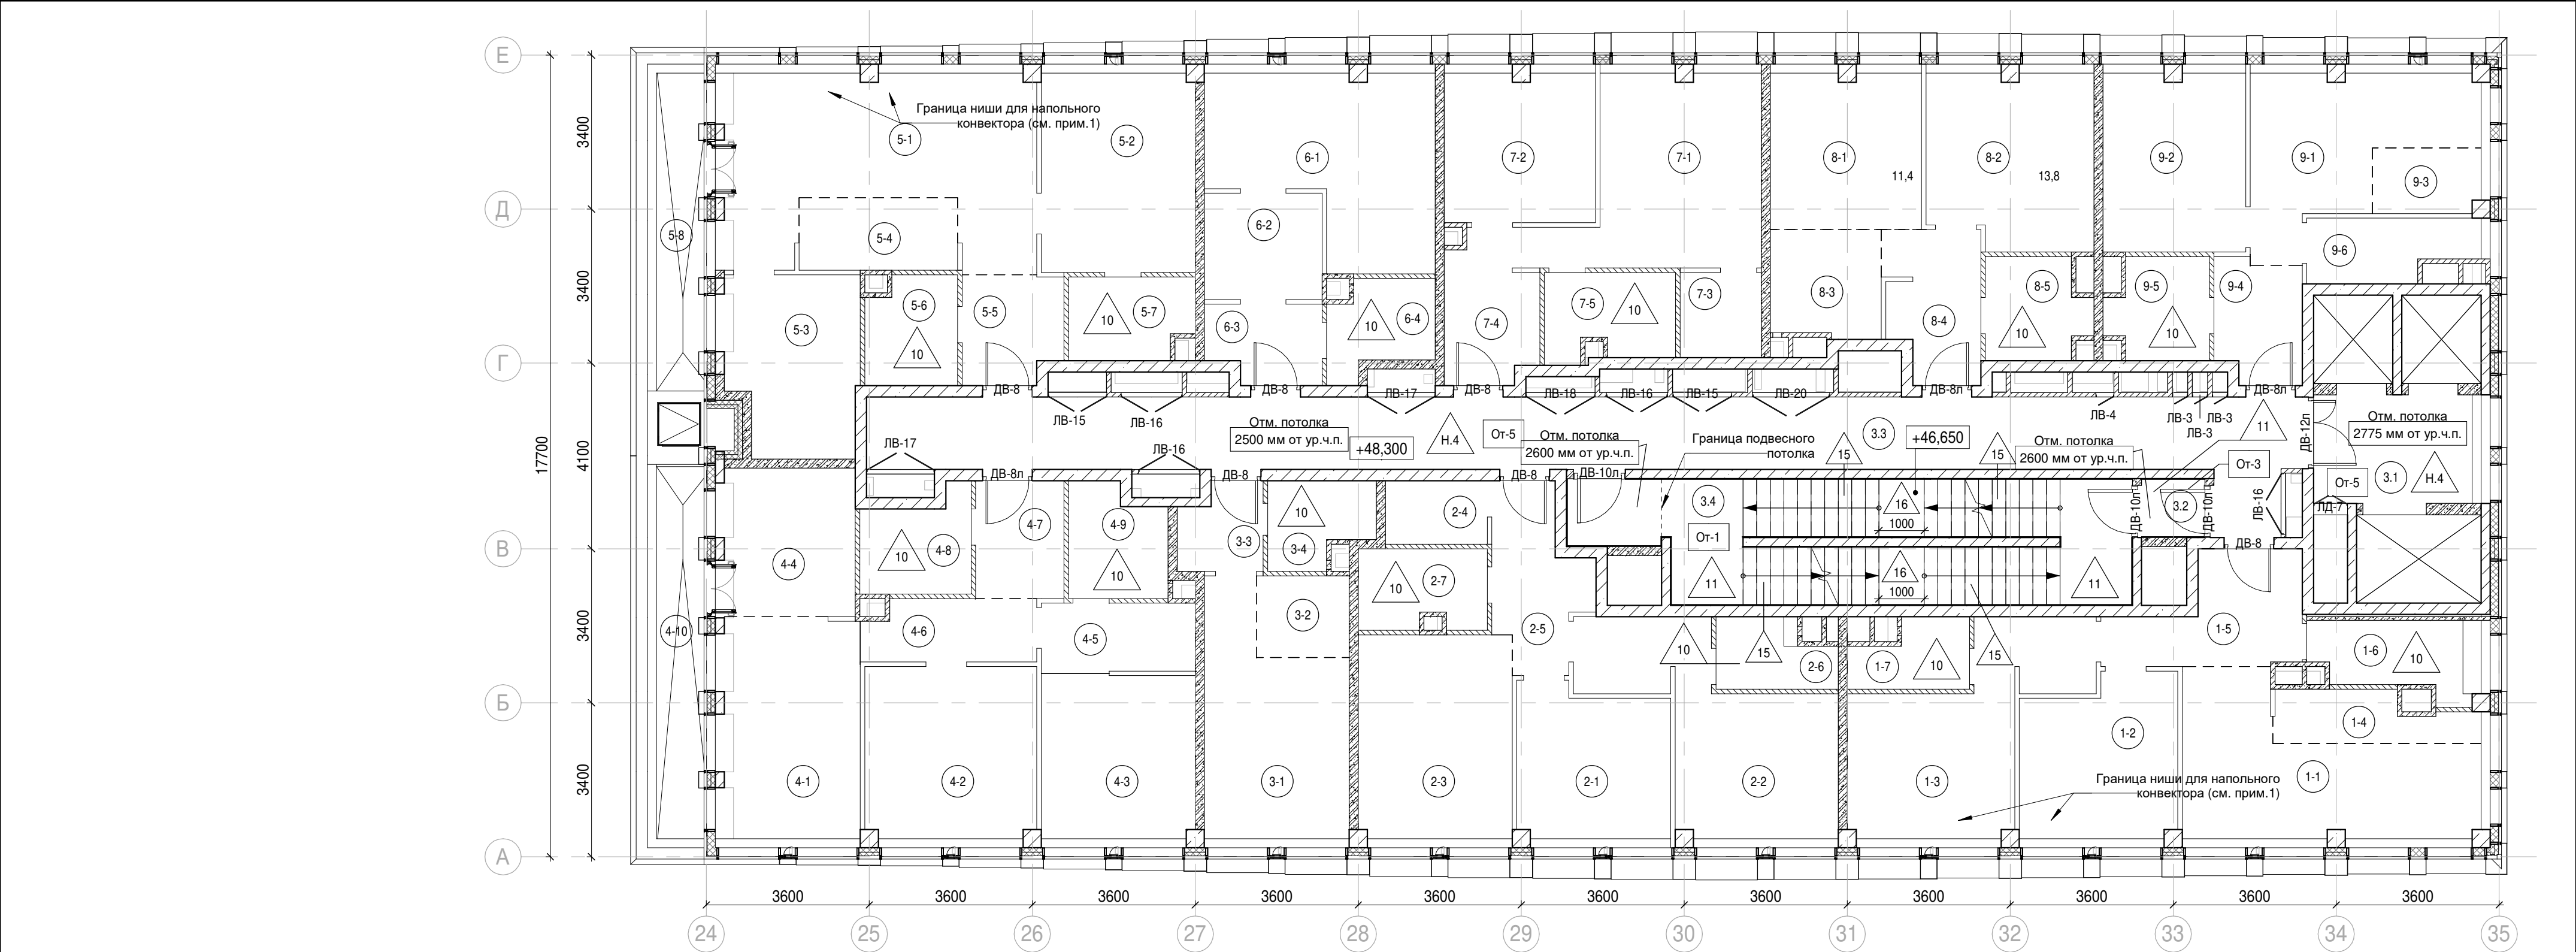 Е
Д
Г
В
Б
А
17700
3400
3400
4100
3400
3400
Граница ниши для напольного
конвектора (см. прим.1)
5-1
5-2
6-1
7-2
7-1
8-1
8-2
9-2
9-1
11,4
13,8
9-3
5-8
5-4
6-2
9-6
5-3
5-6
10
5-5
10
5-7
6-3
10
6-4
7-4
7-5
10
7-3
8-3
8-4
8-5
10
9-5
10
9-4
ДВ-8
ДВ-8
ДВ-8
ДВ-8л
ДВ-8л
ЛВ-15
ЛВ-16
ЛВ-17
ЛВ-18
ЛВ-16
ЛВ-15
ЛВ-20
ЛВ-4
ЛВ-3
ЛВ-3
ЛВ-3
11
ДВ-12л
Отм. потолка
2775 мм от ур.ч.п.
ЛВ-17
ЛВ-16
Отм. потолка
2500 мм от ур.ч.п.
+48,300
Н.4
От-5
Отм. потолка
2600 мм от ур.ч.п.
Граница подвесного
потолка
15
3.3
+46,650
15
Отм. потолка
2600 мм от ур.ч.п.
От-3
От-5
3.1
Н.4
ДВ-8л
ДВ-8
ДВ-8
ДВ-10л
ДВ-10л
3.2
ДВ-10л
ЛВ-16
ЛД-7
4-4
10
4-8
4-7
4-9
10
3-3
10
3-4
2-4
10
2-7
3.4
От-1
11
16
1000
16
1000
11
ДВ-8
4-10
4-6
4-5
3-2
2-5
10
15
2-6
1-7
10
15
1-5
1-6
10
1-4
1-2
4-1
4-2
4-3
3-1
2-3
2-1
2-2
1-3
1-1
Граница ниши для напольного
конвектора (см. прим.1)
3600
3600
3600
3600
3600
3600
3600
3600
3600
3600
3600
24
25
26
27
28
29
30
31
32
33
34
35